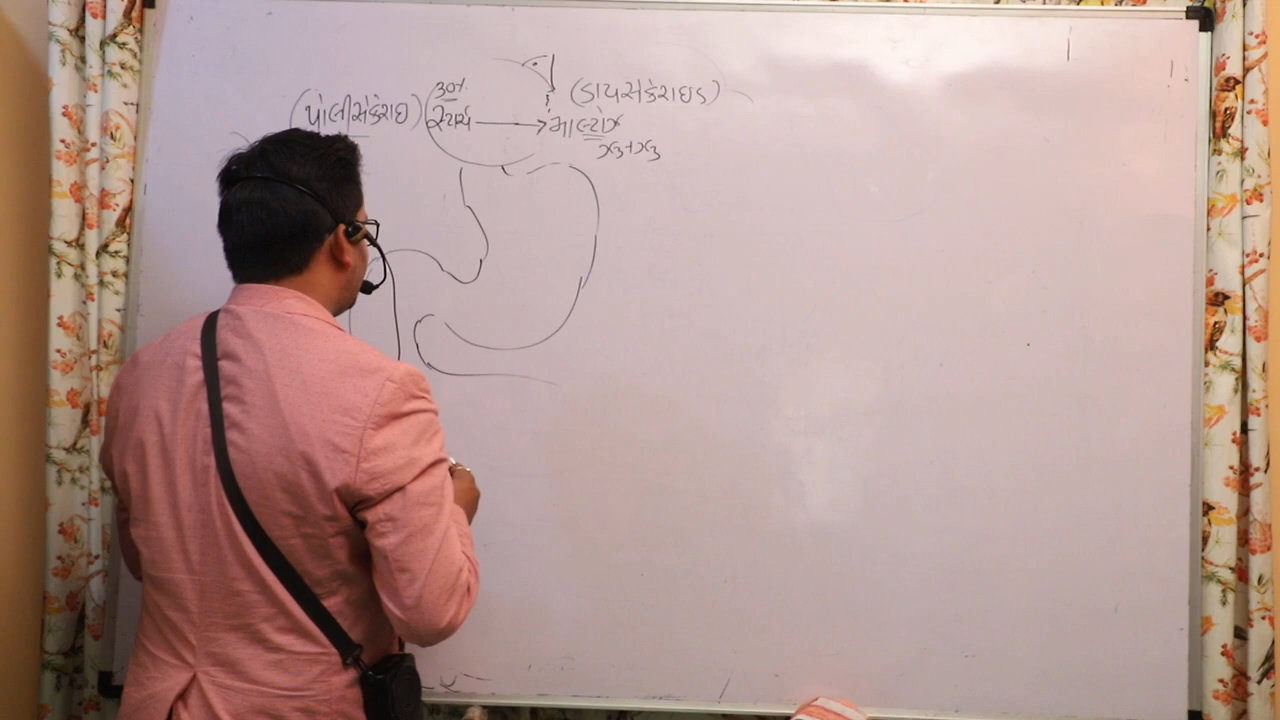 30%
(પોલીસેકેરાઇ) સ્ટાર્ચ → માલ્ટોઝ
(ડાયસેકેરાઇડ)
ગ્લુ+ગ્લુ